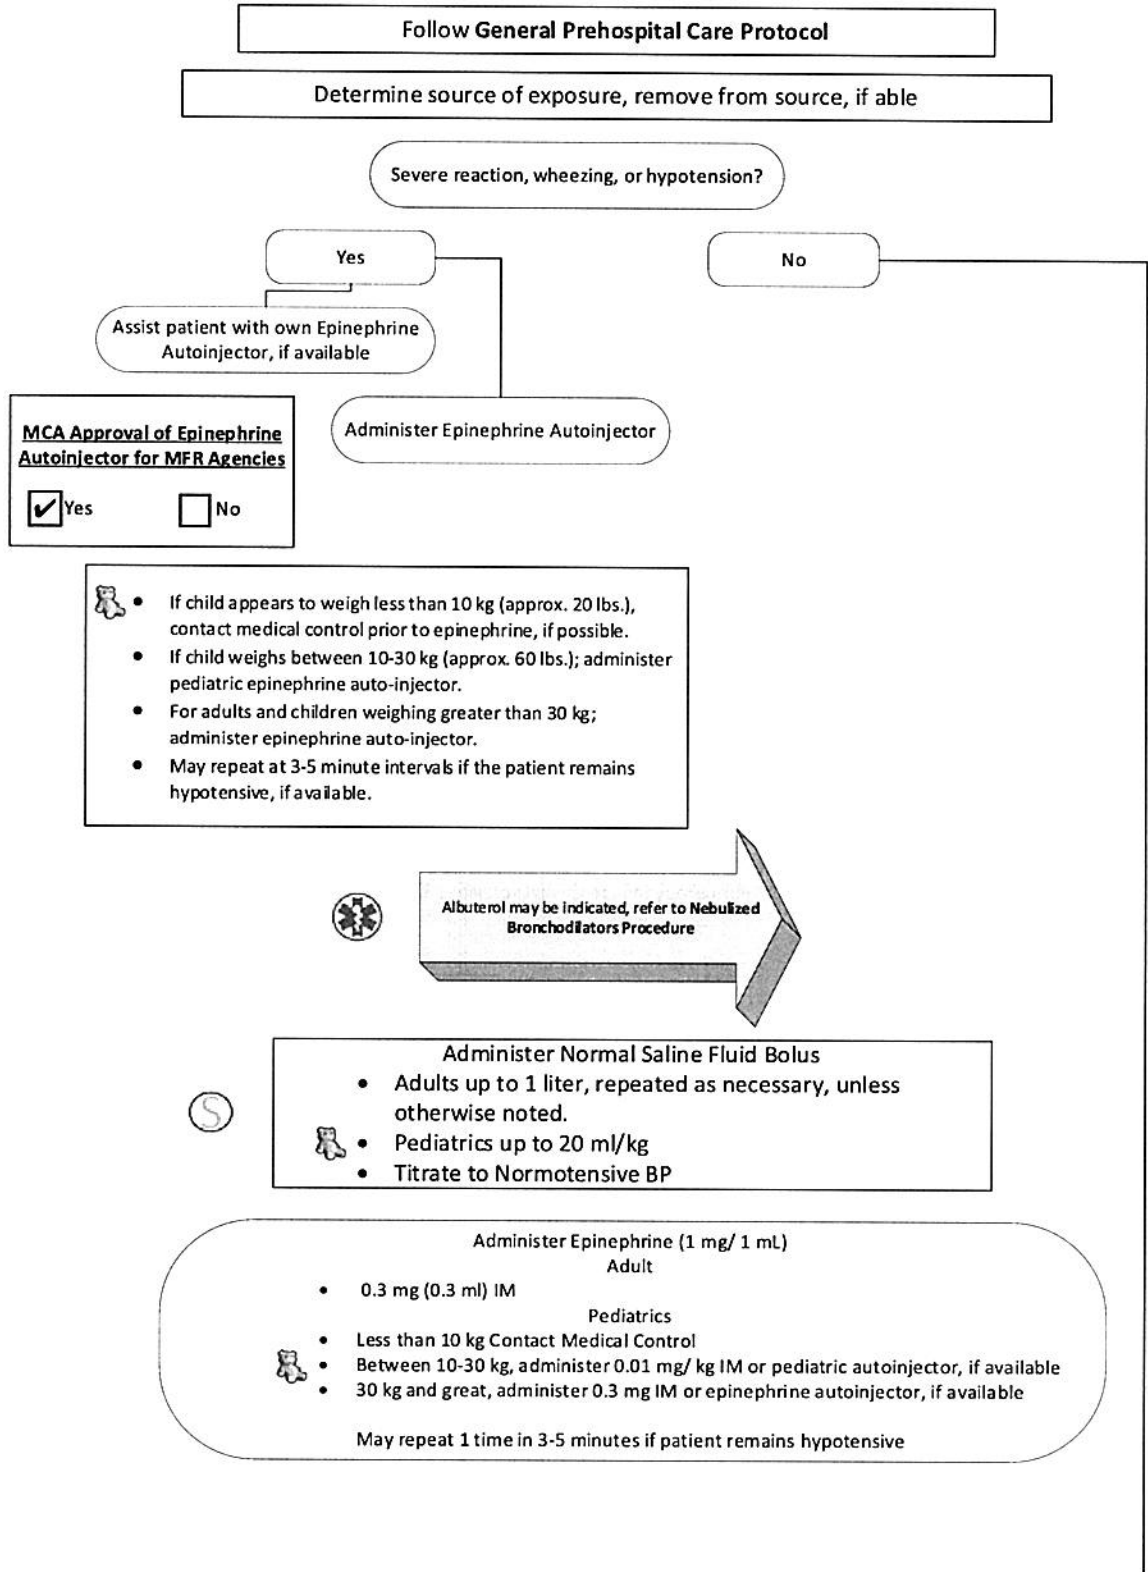 Follow General Prehospital Care Protocol
Determine source of exposure, remove from source, if able
Severe reaction, wheezing, or hypotension?
Yes
No
Assist patient with own Epinephrine
Autoinjector, if available
MCA Approval of Epinephrine
Autoinjector for MFR Agencies
✔ Yes No
Administer Epinephrine Autoinjector
• If child appears to weigh less than 10 kg (approx. 20 lbs.),
contact medical control prior to epinephrine, if possible.
• If child weighs between 10-30 kg (approx. 60 lbs.); administer
pediatric epinephrine auto-injector.
• For adults and children weighing greater than 30 kg;
administer epinephrine auto-injector.
• May repeat at 3-5 minute intervals if the patient remains
hypotensive, if available.
Albuterol may be indicated, refer to Nebulized
Bronchodilators Procedure
S
Administer Normal Saline Fluid Bolus
• Adults up to 1 liter, repeated as necessary, unless
otherwise noted.
• Pediatrics up to 20 ml/kg
• Titrate to Normotensive BP
Administer Epinephrine (1 mg/ 1 mL)
Adult
• 0.3 mg (0.3 ml) IM
Pediatrics
• Less than 10 kg Contact Medical Control
• Between 10-30 kg, administer 0.01 mg/ kg IM or pediatric autoinjector, if available
• 30 kg and great, administer 0.3 mg IM or epinephrine autoinjector, if available
May repeat 1 time in 3-5 minutes if patient remains hypotensive